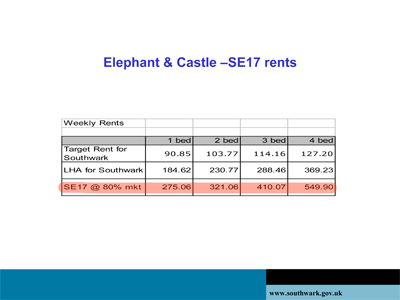 Elephant & Castle –SE17 rents
Weekly Rents
1 bed 2 bed 3 bed 4 bed
Target Rent for
Southwark 90.85 103.77 114.16 127.20
LHA for Southwark 184.62 230.77 288.46 369.23
SE17 @ 80% mkt 275.06 321.06 410.07 549.90
www.southwark.gov.uk